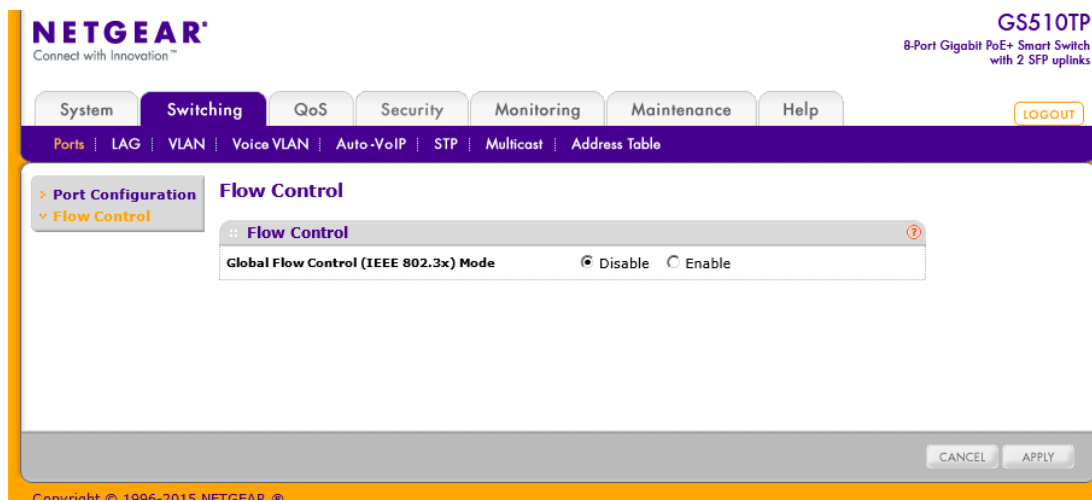 NETGEAR®
Connect with Innovation™
GS510TP
8-Port Gigabit PoE+ Smart Switch
with 2 SFP uplinks
System Switching QoS Security Monitoring Maintenance Help LOGOUT
Ports LAG VLAN Voice VLAN Auto-VoIP STP Multicast Address Table
Port Configuration
Flow Control
Flow Control
Flow Control ?
Global Flow Control (IEEE 802.3x) Mode Disable Enable
CANCEL APPLY
Copyright © 1996-2015 NETGEAR ®